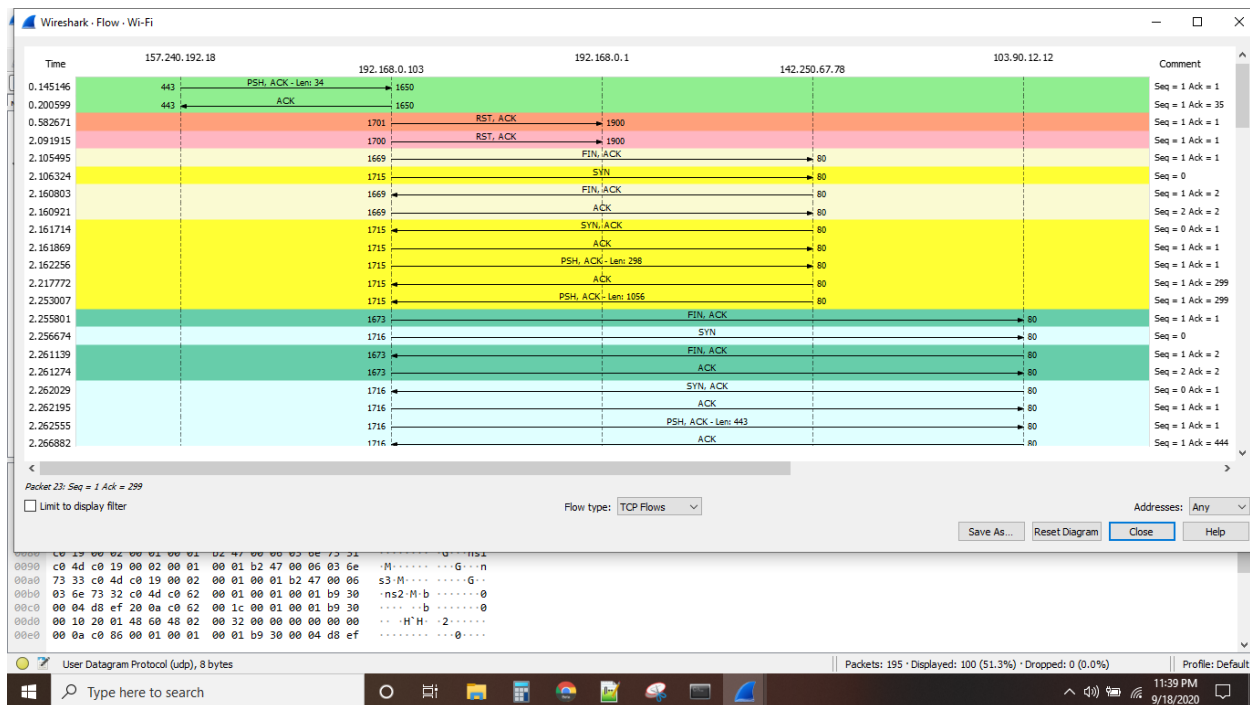 Wireshark · Flow · Wi-Fi
Time 157.240.192.18 192.168.0.103 192.168.0.1 142.250.67.78 103.90.12.12 Comment
0.145146 443 PSH, ACK - Len: 34 1650 Seq = 1 Ack = 1
0.200599 443 ACK 1650 Seq = 1 Ack = 35
0.582671 1701 RST, ACK 1900 Seq = 1 Ack = 1
2.091915 1700 RST, ACK 1900 Seq = 1 Ack = 1
2.105495 1669 FIN, ACK 80 Seq = 1 Ack = 1
2.106324 1715 SYN 80 Seq = 0
2.160803 1669 FIN, ACK 80 Seq = 1 Ack = 2
2.160921 1669 ACK 80 Seq = 2 Ack = 2
2.161714 1715 SYN, ACK 80 Seq = 0 Ack = 1
2.161869 1715 ACK 80 Seq = 1 Ack = 1
2.162256 1715 PSH, ACK - Len: 298 80 Seq = 1 Ack = 1
2.217772 1715 ACK 80 Seq = 1 Ack = 299
2.253007 1715 PSH, ACK - Len: 1056 80 Seq = 1 Ack = 299
2.255801 1673 FIN, ACK 80 Seq = 1 Ack = 1
2.256674 1716 SYN 80 Seq = 0
2.261139 1673 FIN, ACK 80 Seq = 1 Ack = 2
2.261274 1673 ACK 80 Seq = 2 Ack = 2
2.262029 1716 SYN, ACK 80 Seq = 0 Ack = 1
2.262195 1716 ACK 80 Seq = 1 Ack = 1
2.262555 1716 PSH, ACK - Len: 443 80 Seq = 1 Ack = 1
2.266882 1716 ACK 80 Seq = 1 Ack = 444
Packet 23: Seq = 1 Ack = 299
Limit to display filter Flow type: TCP Flows Addresses: Any
Save As... Reset Diagram Close Help
0090 c0 4d c0 19 00 02 00 01 00 01 b2 47 00 06 03 6e ·M······ ···G···n
00a0 73 33 c0 4d c0 19 00 02 00 01 00 01 b2 47 00 06 s3·M···· ·····G··
00b0 03 6e 73 32 c0 4d c0 62 00 01 00 01 00 01 b9 30 ·ns2·M·b ·······0
00c0 00 04 d8 ef 20 0a c0 62 00 1c 00 01 00 01 b9 30 ···· ··b ·······0
00d0 00 10 20 01 48 60 48 02 00 32 00 00 00 00 00 00 ·· ·H`H· ·2······
00e0 00 0a c0 86 00 01 00 01 00 01 b9 30 00 04 d8 ef ········ ···0····
User Datagram Protocol (udp), 8 bytes Packets: 195 · Displayed: 100 (51.3%) · Dropped: 0 (0.0%) Profile: Default
Type here to search 11:39 PM
9/18/2020